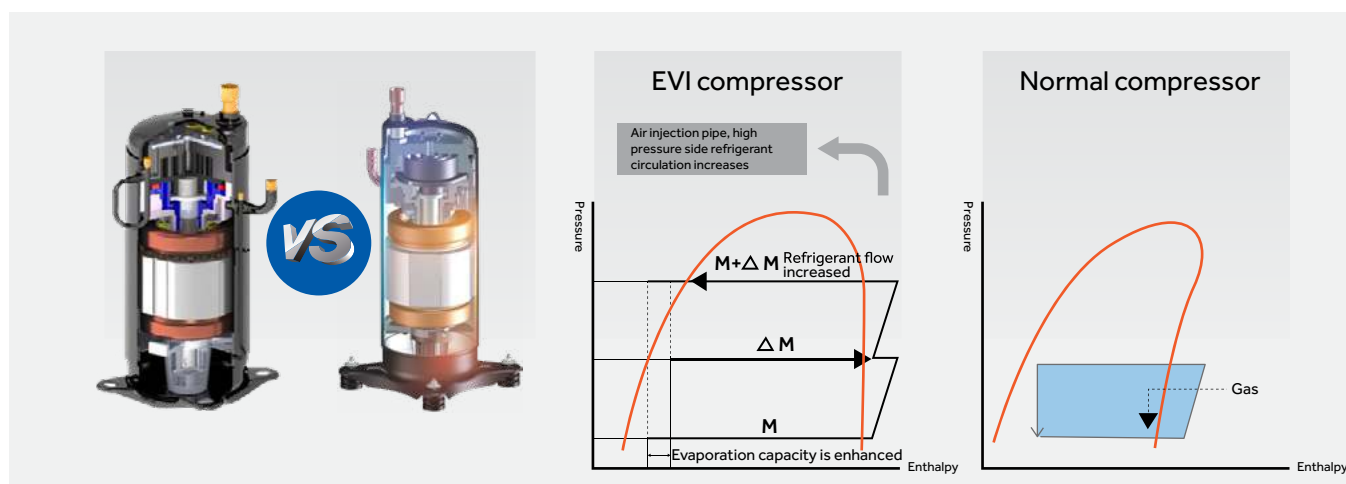 VS
EVI compressor
Air injection pipe, high
pressure side refrigerant
circulation increases
Pressure
M+△ M Refrigerant flow
increased
△ M
M
Evaporation capacity is enhanced
Enthalpy
Normal compressor
Pressure
Gas
Enthalpy